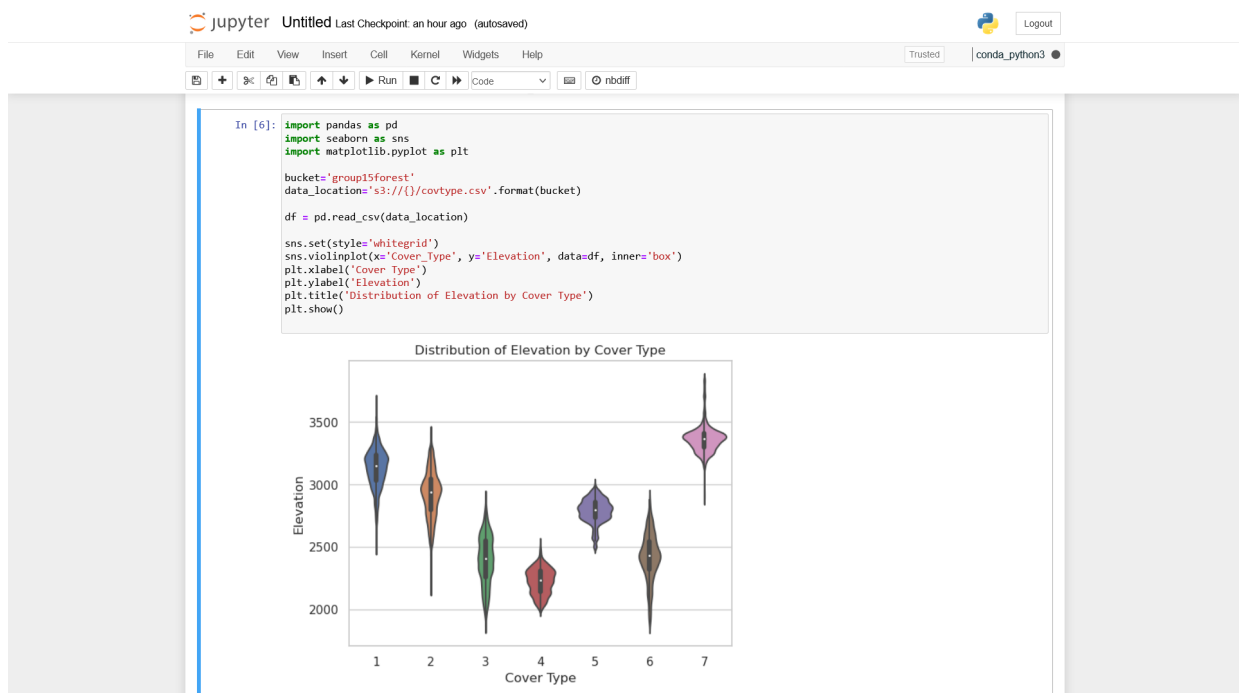 jupyter Untitled Last Checkpoint: an hour ago (autosaved)
Logout
File Edit View Insert Cell Kernel Widgets Help
Trusted conda_python3
Run Code nbdiff
In [6]: import pandas as pd
import seaborn as sns
import matplotlib.pyplot as plt
bucket='group15forest'
data_location='s3://{}/covtype.csv'.format(bucket)
df = pd.read_csv(data_location)
sns.set(style='whitegrid')
sns.violinplot(x='Cover_Type', y='Elevation', data=df, inner='box')
plt.xlabel('Cover Type')
plt.ylabel('Elevation')
plt.title('Distribution of Elevation by Cover Type')
plt.show()
Distribution of Elevation by Cover Type
3500
3000
2500
2000
Elevation
1 2 3 4 5 6 7
Cover Type